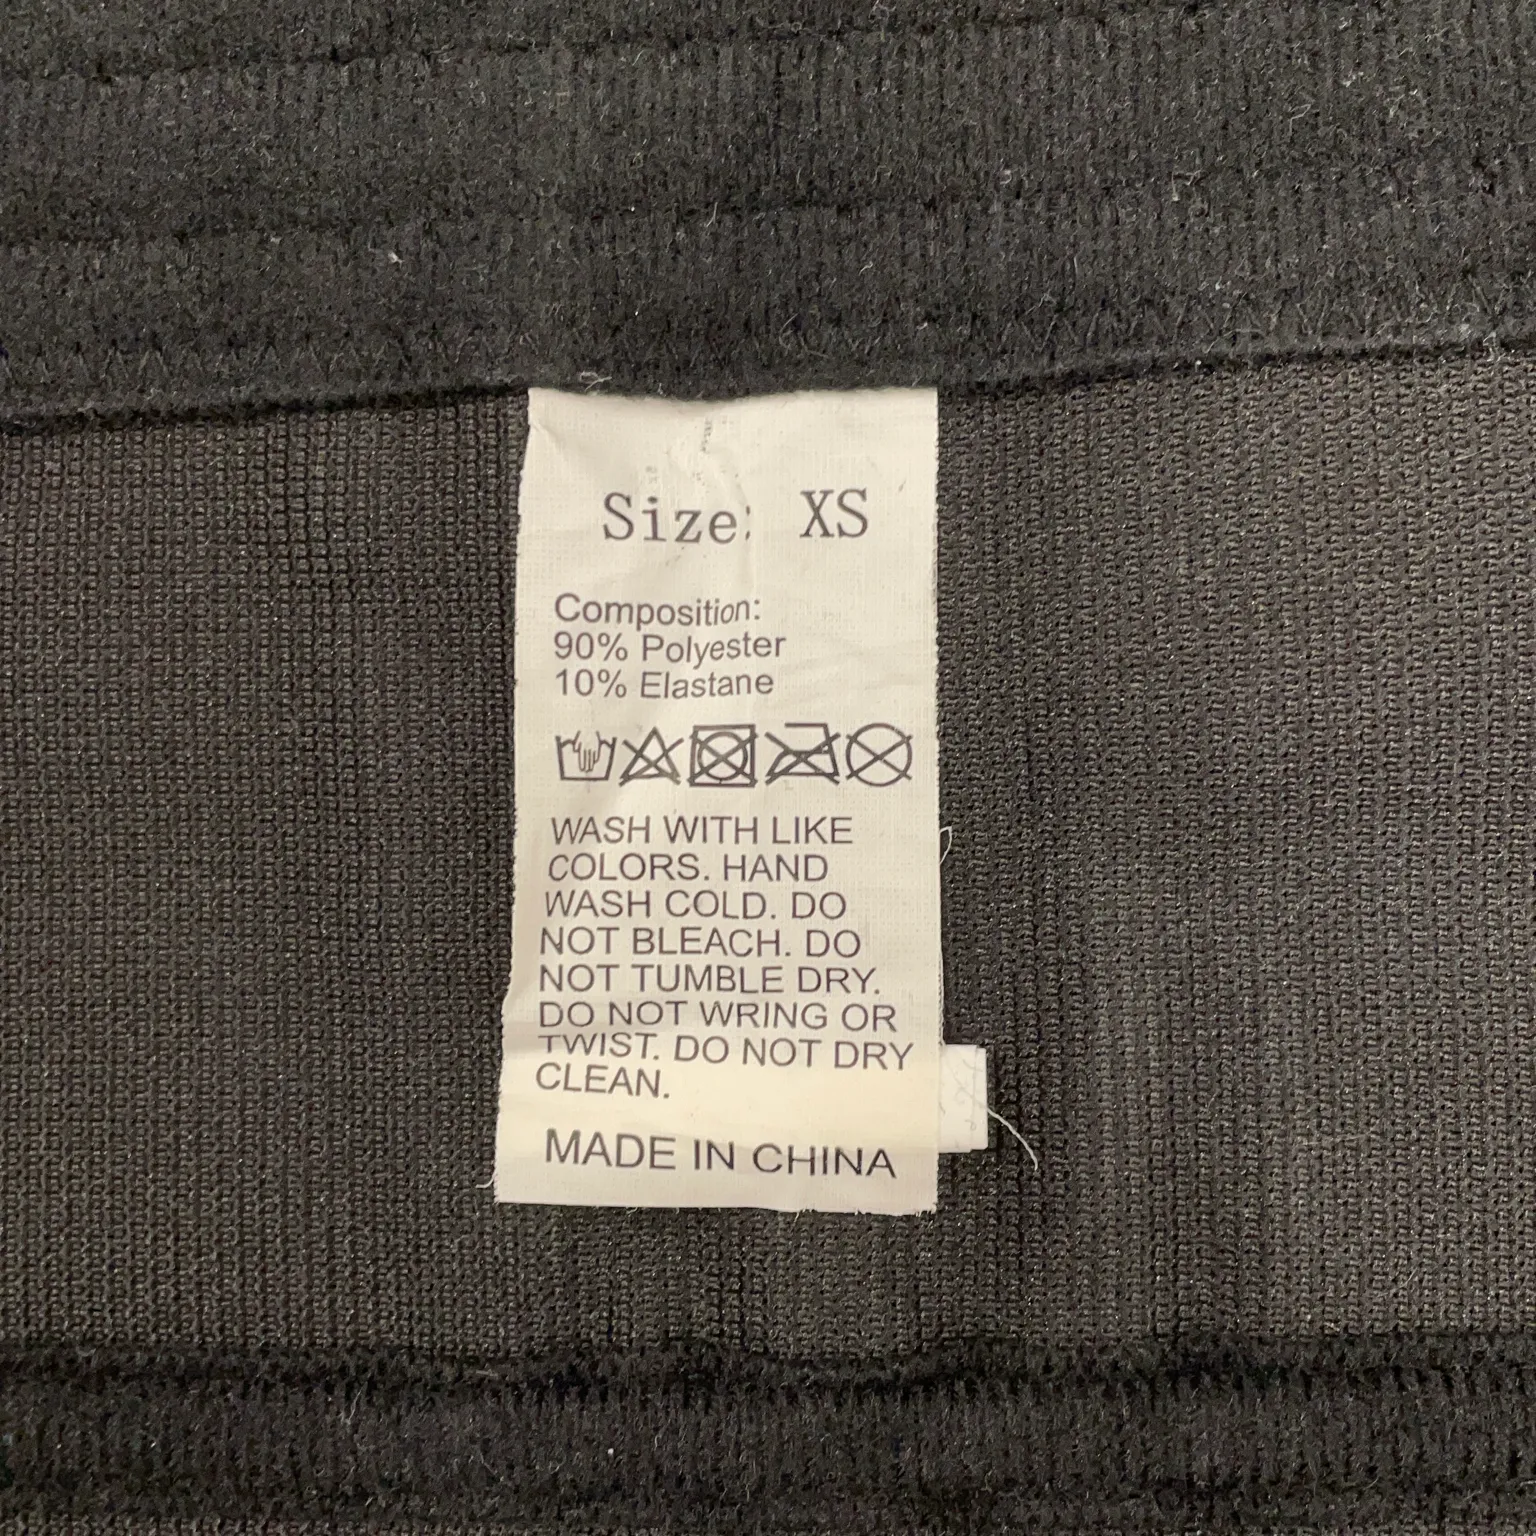 Size: XS
Composition:
90% Polyester
10% Elastane
WASH WITH LIKE
COLORS. HAND
WASH COLD. DO
NOT BLEACH. DO
NOT TUMBLE DRY.
DO NOT WRING OR
TWIST. DO NOT DRY
CLEAN.
MADE IN CHINA